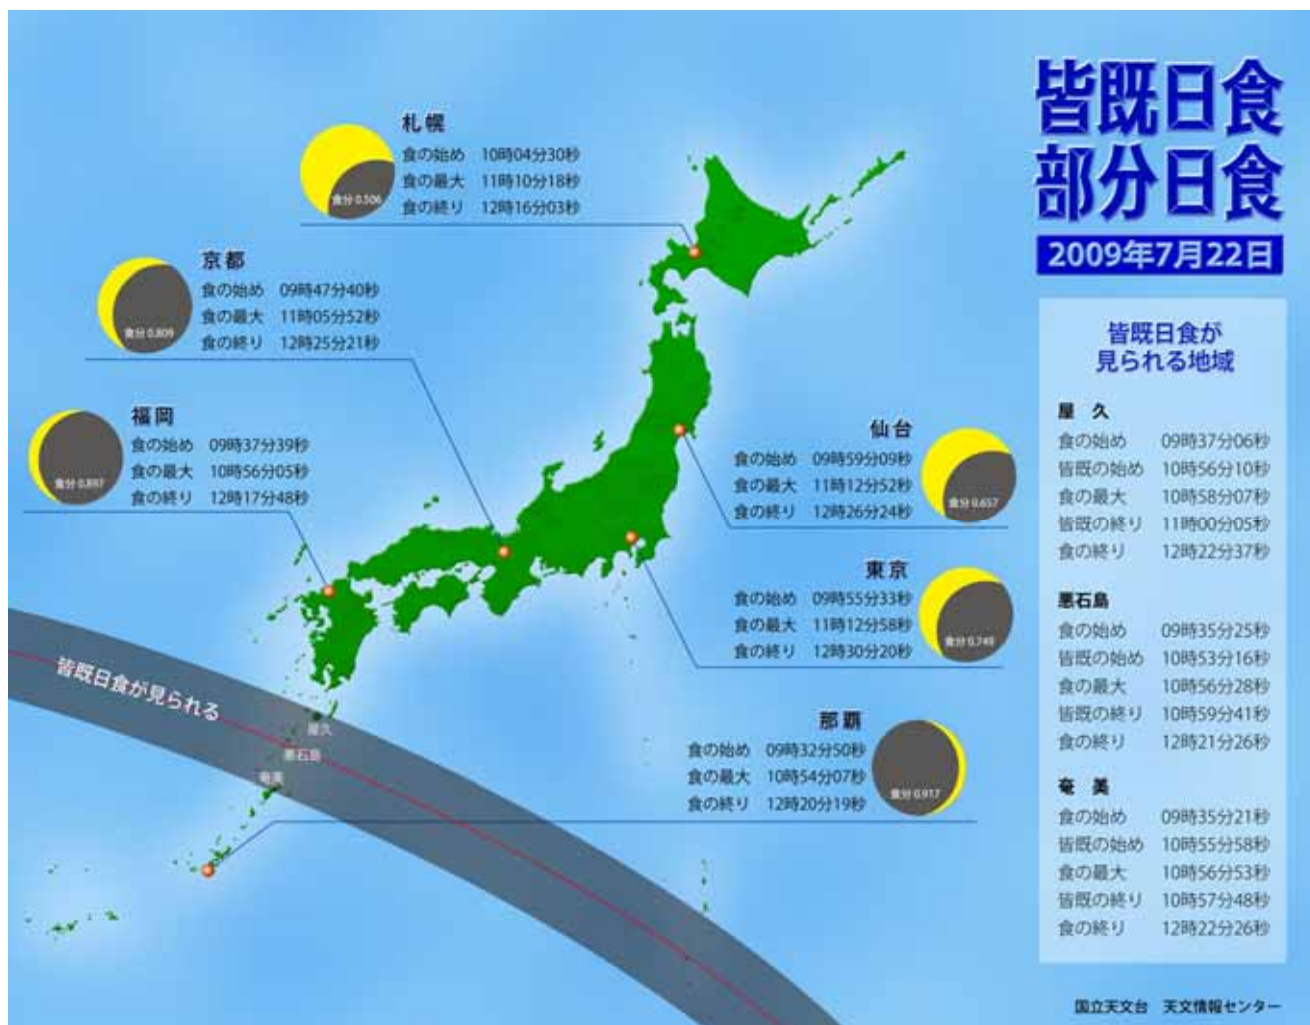 皆既日食
部分日食
2009年7月22日
札幌
食の始め 10時04分30秒
食の最大 11時10分18秒
食の終り 12時16分03秒
食分 0.506
京都
食の始め 09時47分40秒
食の最大 11時05分52秒
食の終り 12時25分21秒
食分 0.809
福岡
食の始め 09時37分39秒
食の最大 10時56分05秒
食の終り 12時17分48秒
食分 0.897
仙台
食の始め 09時59分09秒
食の最大 11時12分52秒
食の終り 12時26分24秒
食分 0.657
東京
食の始め 09時55分33秒
食の最大 11時12分58秒
食の終り 12時30分20秒
食分 0.749
那覇
食の始め 09時32分50秒
食の最大 10時54分07秒
食の終り 12時20分19秒
食分 0.917
皆既日食が見られる
屋久
悪石島
奄美
皆既日食が
見られる地域
屋 久
食の始め 09時37分06秒
皆既の始め 10時56分10秒
食の最大 10時58分07秒
皆既の終り 11時00分05秒
食の終り 12時22分37秒
悪石島
食の始め 09時35分25秒
皆既の始め 10時53分16秒
食の最大 10時56分28秒
皆既の終り 10時59分41秒
食の終り 12時21分26秒
奄 美
食の始め 09時35分21秒
皆既の始め 10時55分58秒
食の最大 10時56分53秒
皆既の終り 10時57分48秒
食の終り 12時22分26秒
国立天文台 天文情報センター